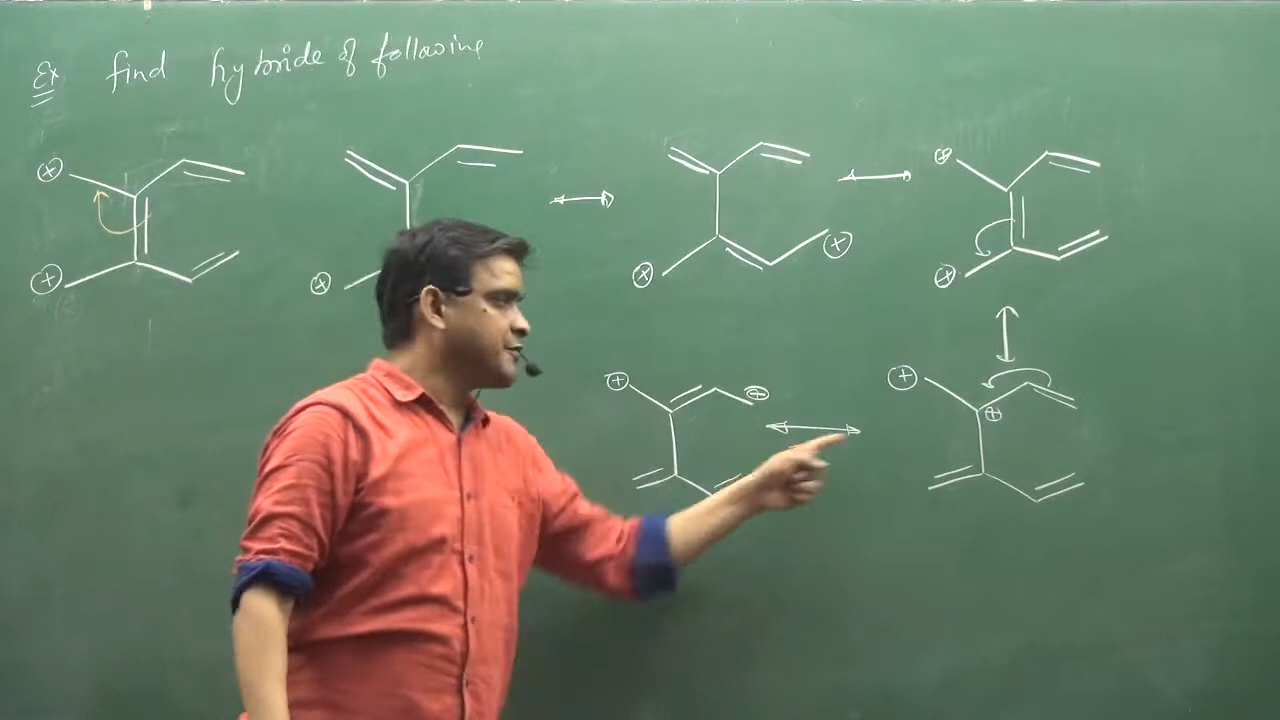 Ex find hybride of following
⊕ ⊕ ⊕
⊕ ⊕ ⊕ ⊕
⊕ ⊕ ⊕
⊕